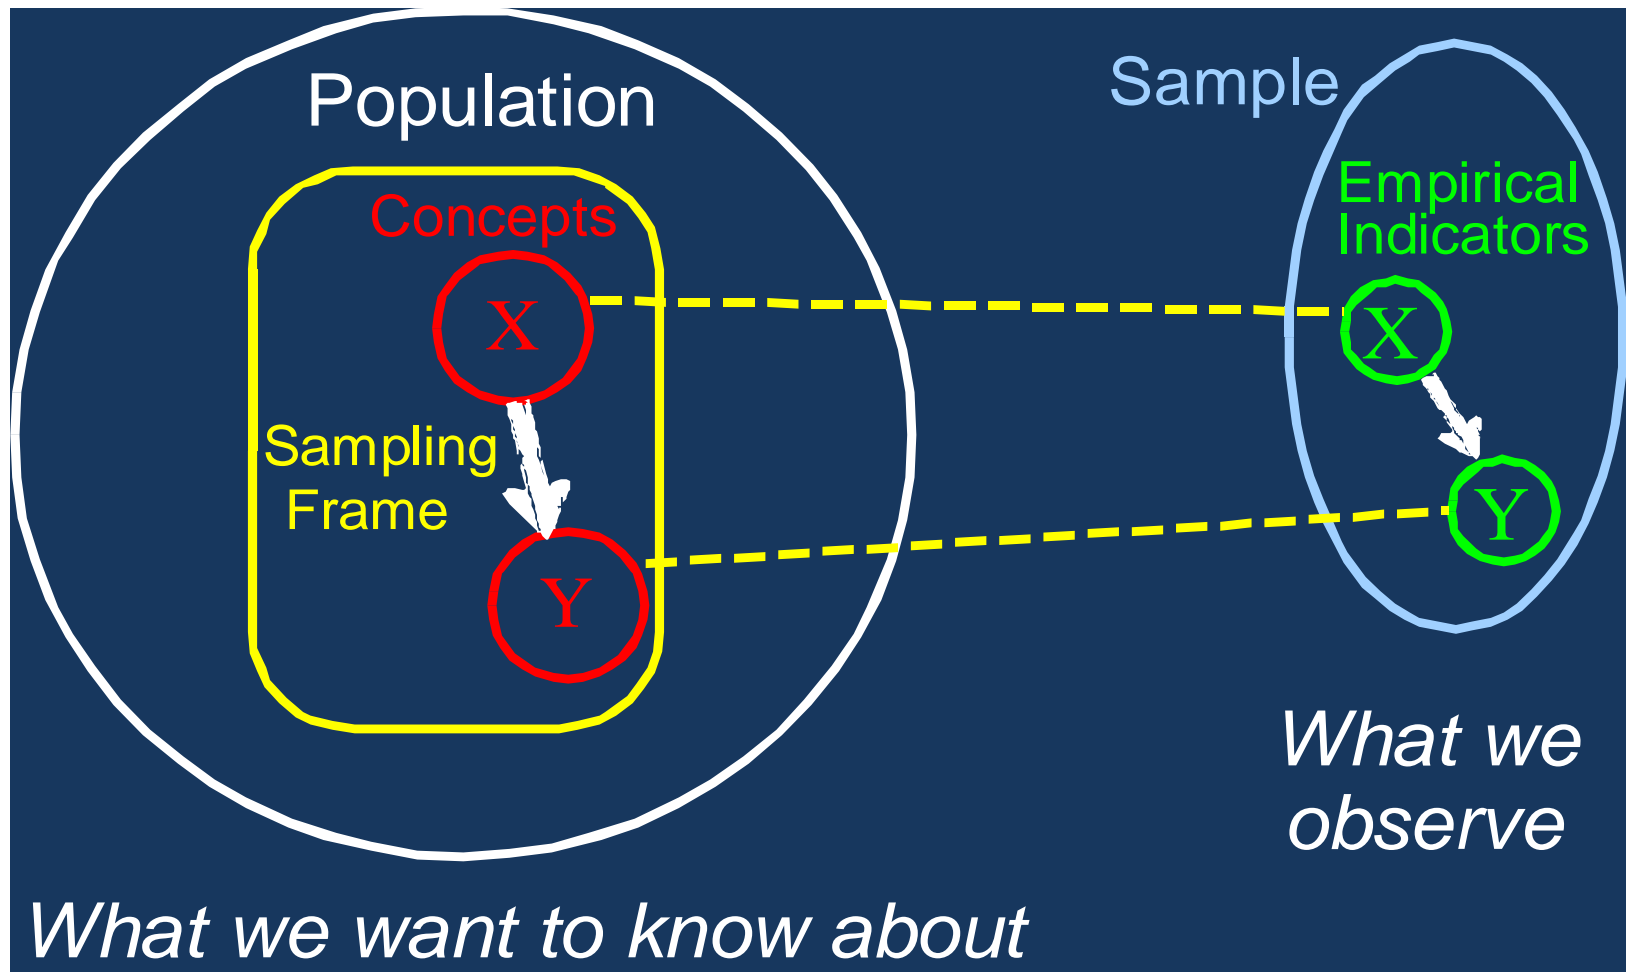 Population
Concepts
X
Sampling
Frame
Y
Sample
Empirical
Indicators
X
Y
What we
observe
What we want to know about